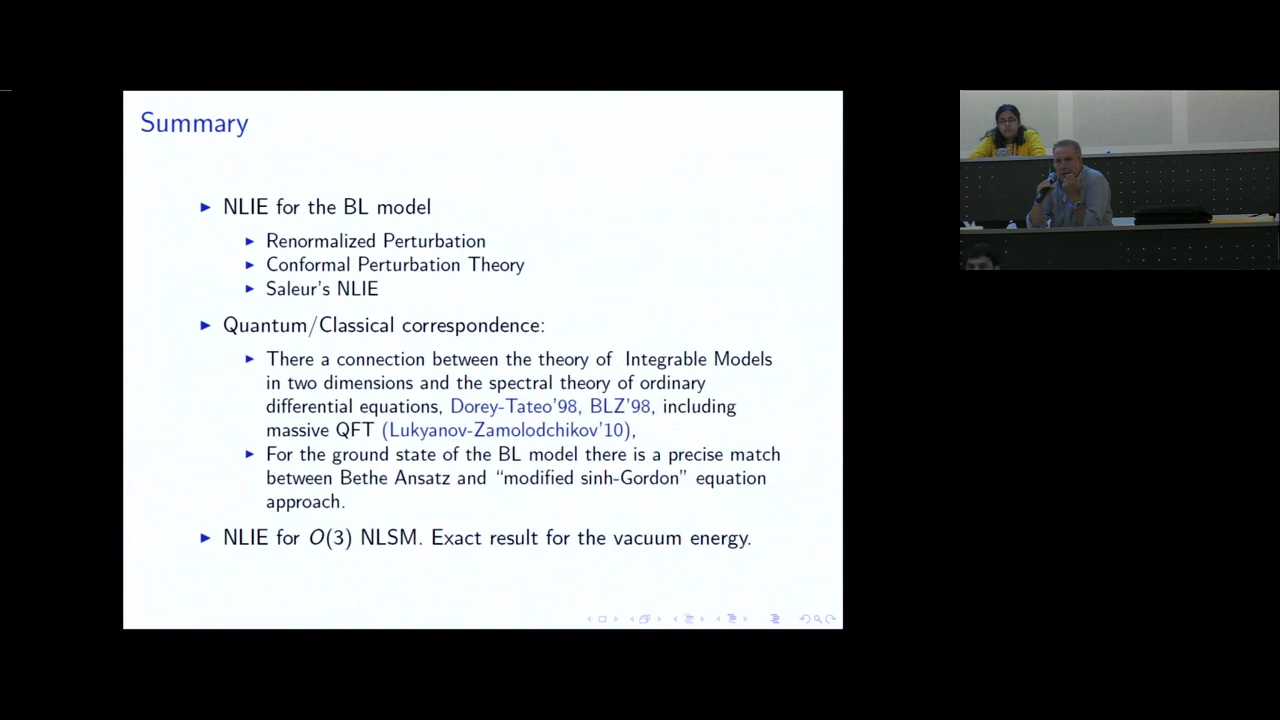 Summary
NLIE for the BL model
Renormalized Perturbation
Conformal Perturbation Theory
Saleur's NLIE
Quantum/Classical correspondence:
There a connection between the theory of Integrable Models
in two dimensions and the spectral theory of ordinary
differential equations, Dorey-Tateo'98, BLZ'98, including
massive QFT (Lukyanov-Zamolodchikov'10),
For the ground state of the BL model there is a precise match
between Bethe Ansatz and "modified sinh-Gordon" equation
approach.
NLIE for O(3) NLSM. Exact result for the vacuum energy.